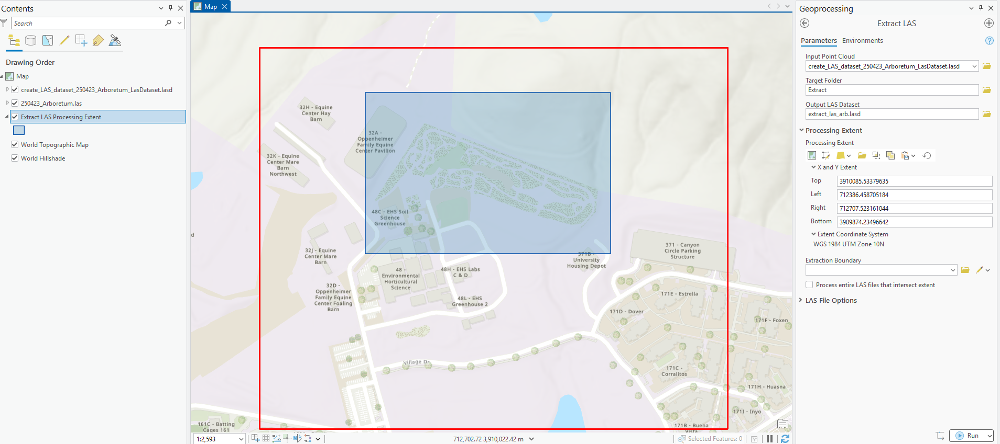 Contents
Search
Drawing Order
Map
create_LAS_dataset_250423_Arboretum_LasDataset.lasd
250423_Arboretum.las
Extract LAS Processing Extent
World Topographic Map
World Hillshade
Map
32H - Equine
Center Hay
Barn
32A -
Oppenheimer
Family Equine
Center Pavilion
32K - Equine
Center Mare
Barn
Northwest
48C - EHS Soil
Science
Greenhouse
d
32J - Equine
Center Mare
Barn
371 - Canyon
Circle Parking
Structure
371B -
University
Housing Depot
48 -
Environmental
Horticultural
Science
48H - EHS Labs
C & D
32D -
Oppenheimer
Family Equine
Center Foaling
Barn
48L - EHS
Greenhouse 2
171E - Estrella
171D - Dover
171F - Foxen
Village Dr
171C -
Corralitos
171H - Huasna
171I - Inyo
161C - Batting
Cages 161
171B - Buena
Vista
1:2,593
712,702.72 3,910,022.42 m
Selected Features: 0
Geoprocessing
Extract LAS
Parameters Environments
Input Point Cloud
create_LAS_dataset_250423_Arboretum_LasDataset.lasd
Target Folder
Extract
Output LAS Dataset
extract_las_arb.lasd
Processing Extent
Processing Extent
X and Y Extent
Top 3910085.53379635
Left 712386.458705184
Right 712707.523161044
Bottom 3909874.23496642
Extent Coordinate System
WGS 1984 UTM Zone 10N
Extraction Boundary
Process entire LAS files that intersect extent
LAS File Options
Run